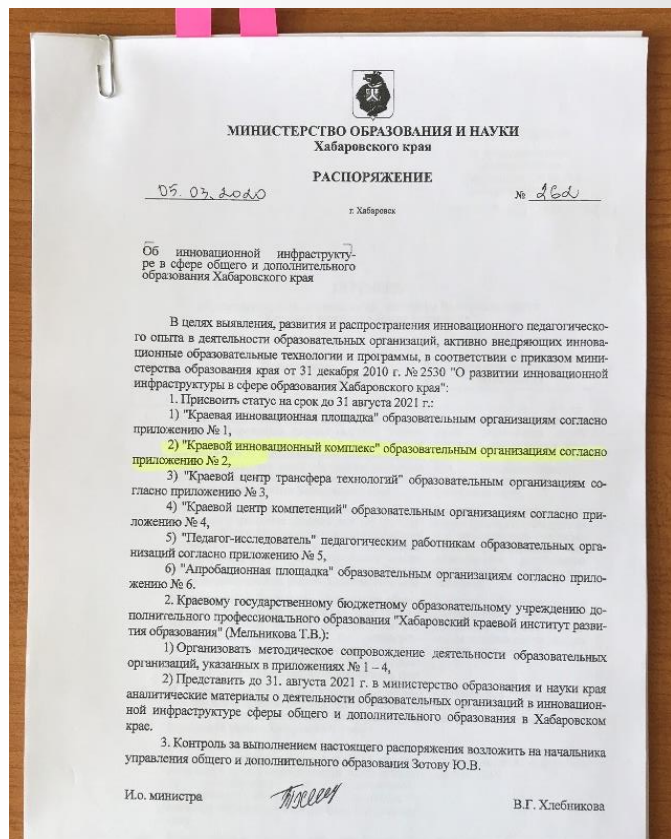 МИНИСТЕРСТВО ОБРАЗОВАНИЯ И НАУКИ
Хабаровского края
РАСПОРЯЖЕНИЕ
05.03.2020 № 262
г. Хабаровск
Об инновационной инфраструкту-
ре в сфере общего и дополнительного
образования Хабаровского края
В целях выявления, развития и распространения инновационного педагогическо-
го опыта в деятельности образовательных организаций, активно внедряющих иннова-
ционные образовательные технологии и программы, в соответствии с приказом мини-
стерства образования края от 31 декабря 2010 г. № 2530 "О развитии инновационной
инфраструктуры в сфере образования Хабаровского края":
1. Присвоить статус на срок до 31 августа 2021 г.:
1) "Краевая инновационная площадка" образовательным организациям согласно
приложению № 1,
2) "Краевой инновационный комплекс" образовательным организациям согласно
приложению № 2,
3) "Краевой центр трансфера технологий" образовательным организациям со-
гласно приложению № 3,
4) "Краевой центр компетенций" образовательным организациям согласно при-
ложению № 4,
5) "Педагог-исследователь" педагогическим работникам образовательных орга-
низаций согласно приложению № 5,
6) "Апробационная площадка" образовательным организациям согласно прило-
жению № 6.
2. Краевому государственному бюджетному образовательному учреждению до-
полнительного профессионального образования "Хабаровский краевой институт разви-
тия образования" (Мельникова Т.В.):
1) Организовать методическое сопровождение деятельности образовательных
организаций, указанных в приложениях № 1 – 4,
2) Представить до 31. августа 2021 г. в министерство образования и науки края
аналитические материалы о деятельности образовательных организаций в инновацион-
ной инфраструктуре сферы общего и дополнительного образования в Хабаровском
крае.
3. Контроль за выполнением настоящего распоряжения возложить на начальника
управления общего и дополнительного образования Зотову Ю.В.
И.о. министра В.Г. Хлебникова